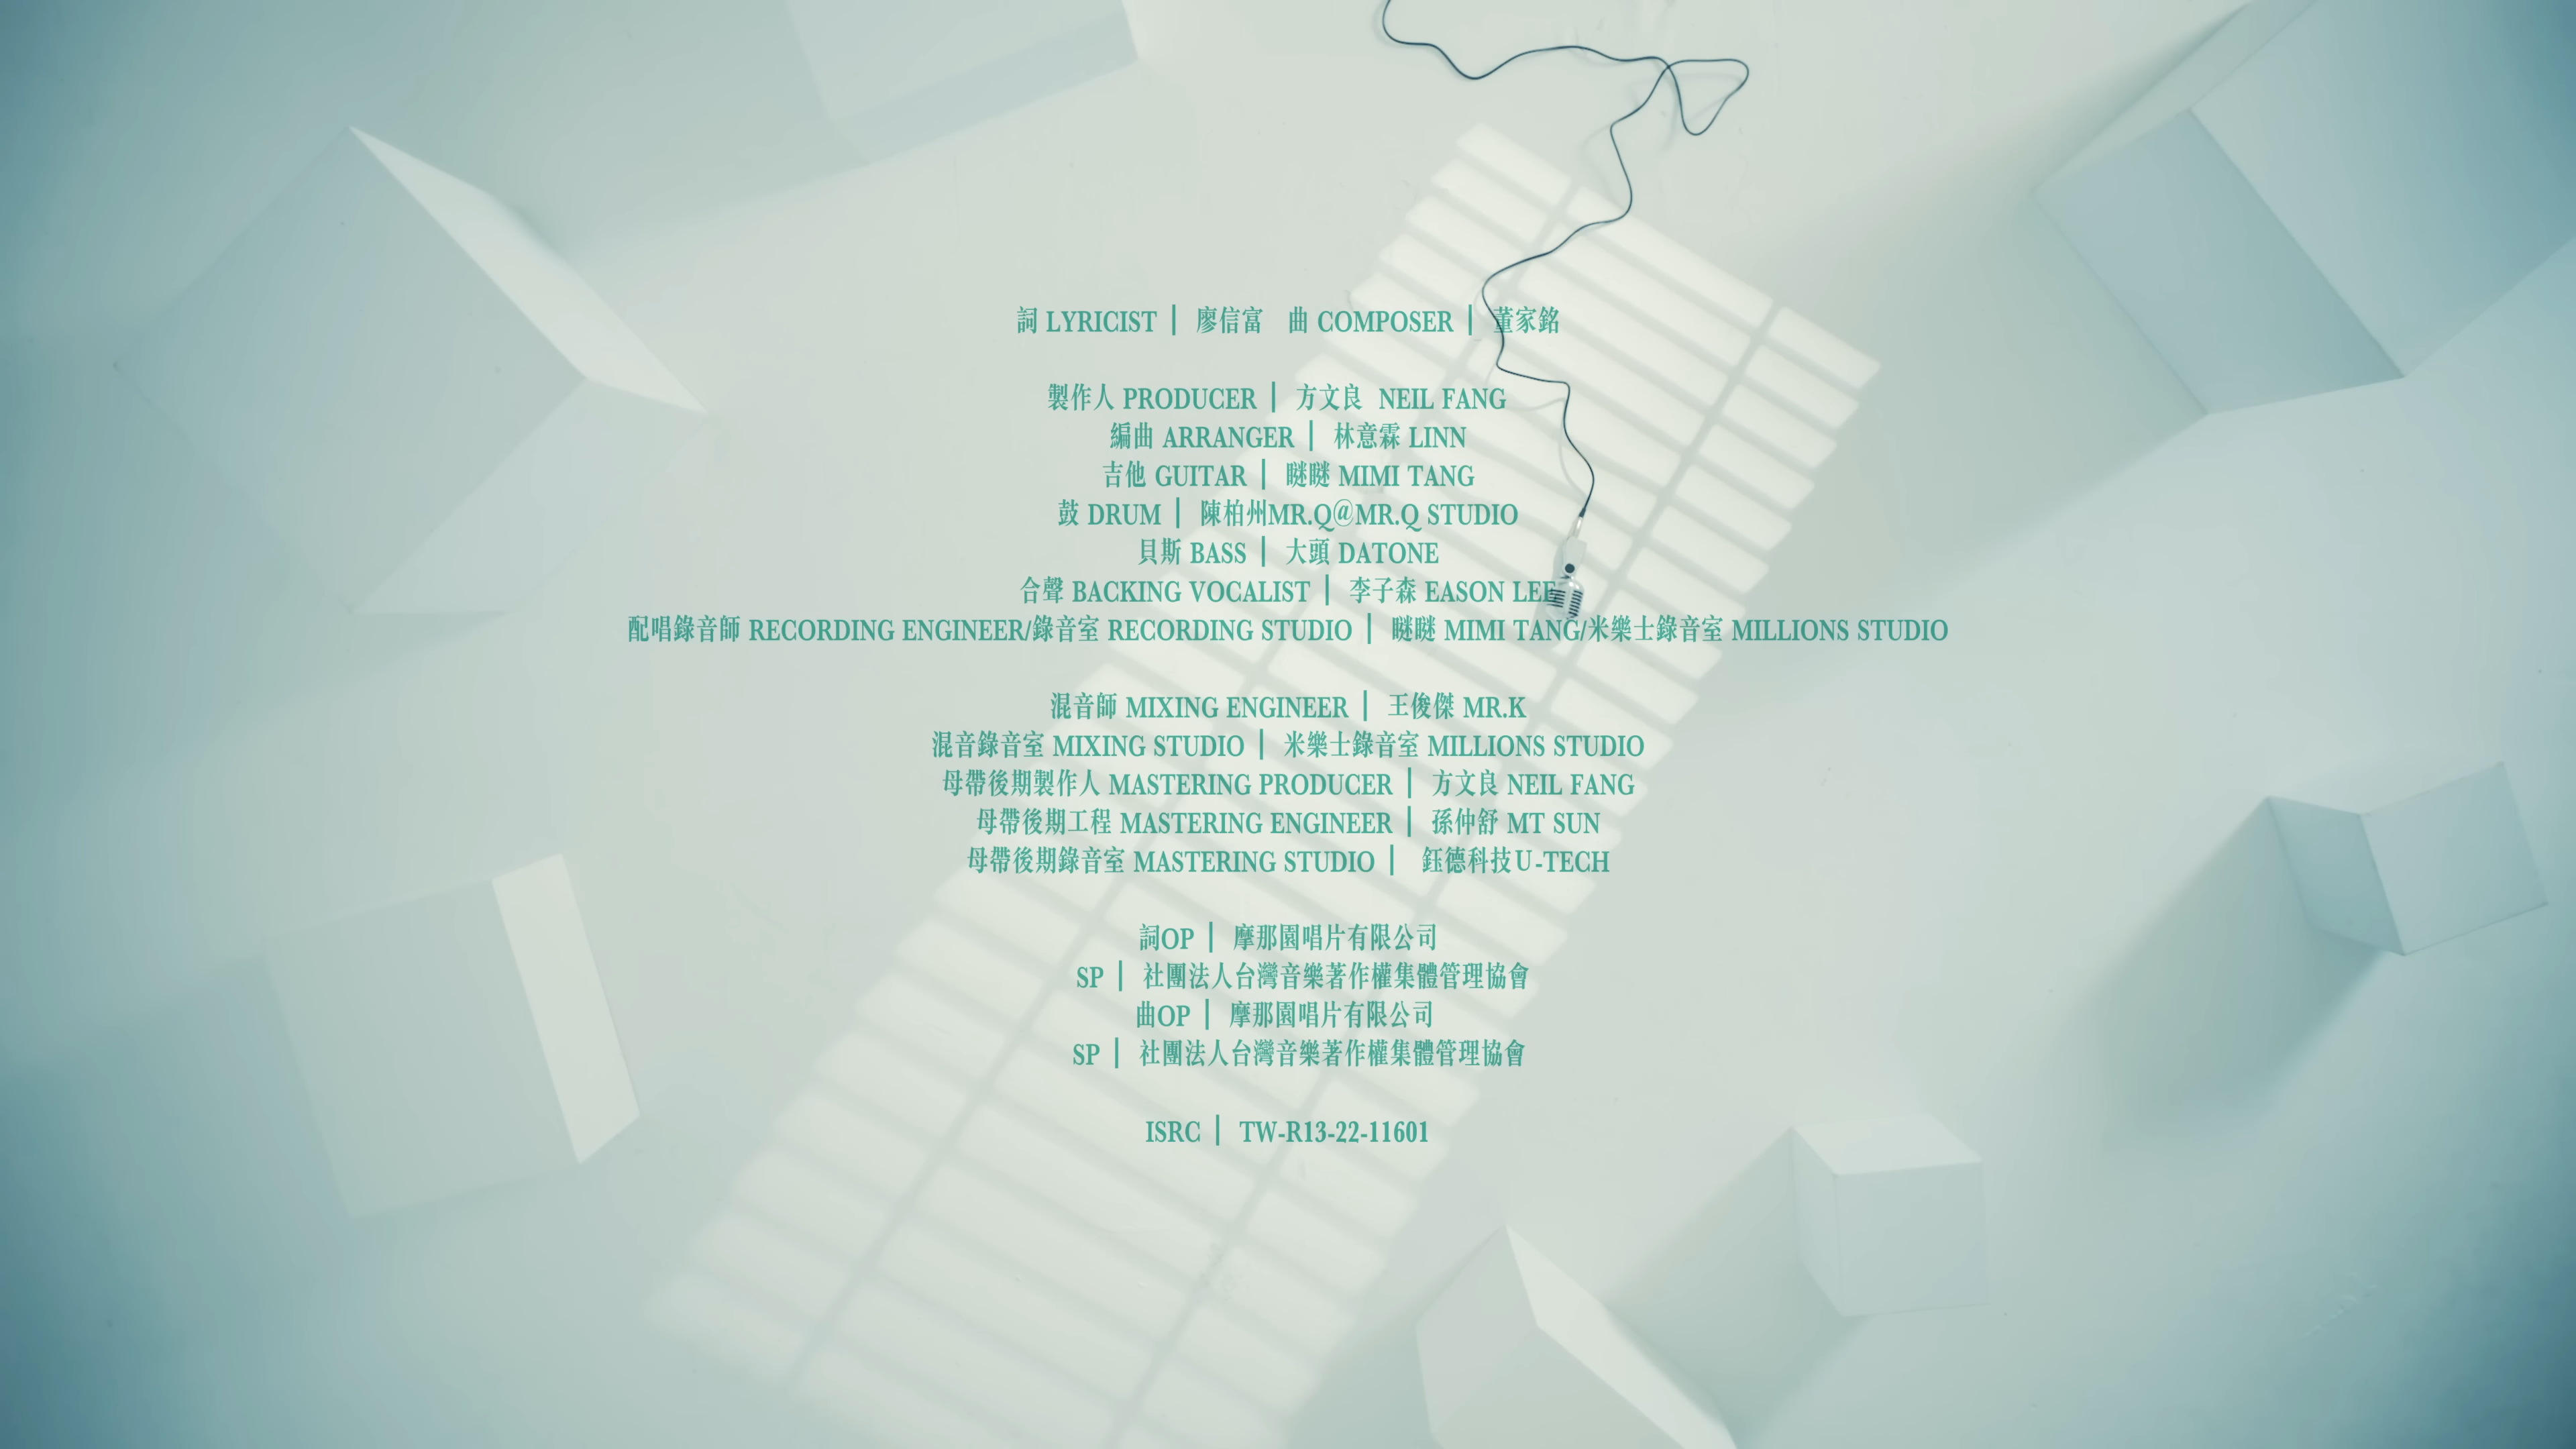 詞 LYRICIST｜ 廖信富　曲 COMPOSER｜ 董家銘
製作人 PRODUCER｜ 方文良 NEIL FANG
編曲 ARRANGER｜ 林意霖 LINN
吉他 GUITAR｜ 瞇瞇 MIMI TANG
鼓 DRUM｜ 陳柏州MR.Q@MR.Q STUDIO
貝斯 BASS｜ 大頭 DATONE
合聲 BACKING VOCALIST｜ 李子森 EASON LEE
配唱錄音師 RECORDING ENGINEER/錄音室 RECORDING STUDIO｜ 瞇瞇 MIMI TANG/米樂士錄音室 MILLIONS STUDIO
混音師 MIXING ENGINEER｜ 王俊傑 MR.K
混音錄音室 MIXING STUDIO｜ 米樂士錄音室 MILLIONS STUDIO
母帶後期製作人 MASTERING PRODUCER｜ 方文良 NEIL FANG
母帶後期工程 MASTERING ENGINEER｜ 孫仲舒 MT SUN
母帶後期錄音室 MASTERING STUDIO｜ 鈺德科技U-TECH
詞OP｜ 摩那園唱片有限公司
SP｜ 社團法人台灣音樂著作權集體管理協會
曲OP｜ 摩那園唱片有限公司
SP｜ 社團法人台灣音樂著作權集體管理協會
ISRC｜ TW-R13-22-11601